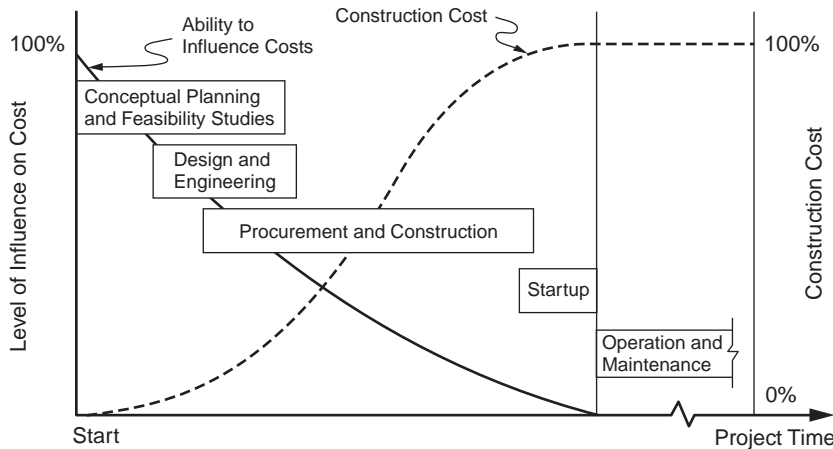 Ability to
Influence Costs
Construction Cost
100%
100%
Level of Influence on Cost
Construction Cost
Conceptual Planning
and Feasibility Studies
Design and
Engineering
Procurement and Construction
Startup
Operation and
Maintenance
0%
Start
Project Time